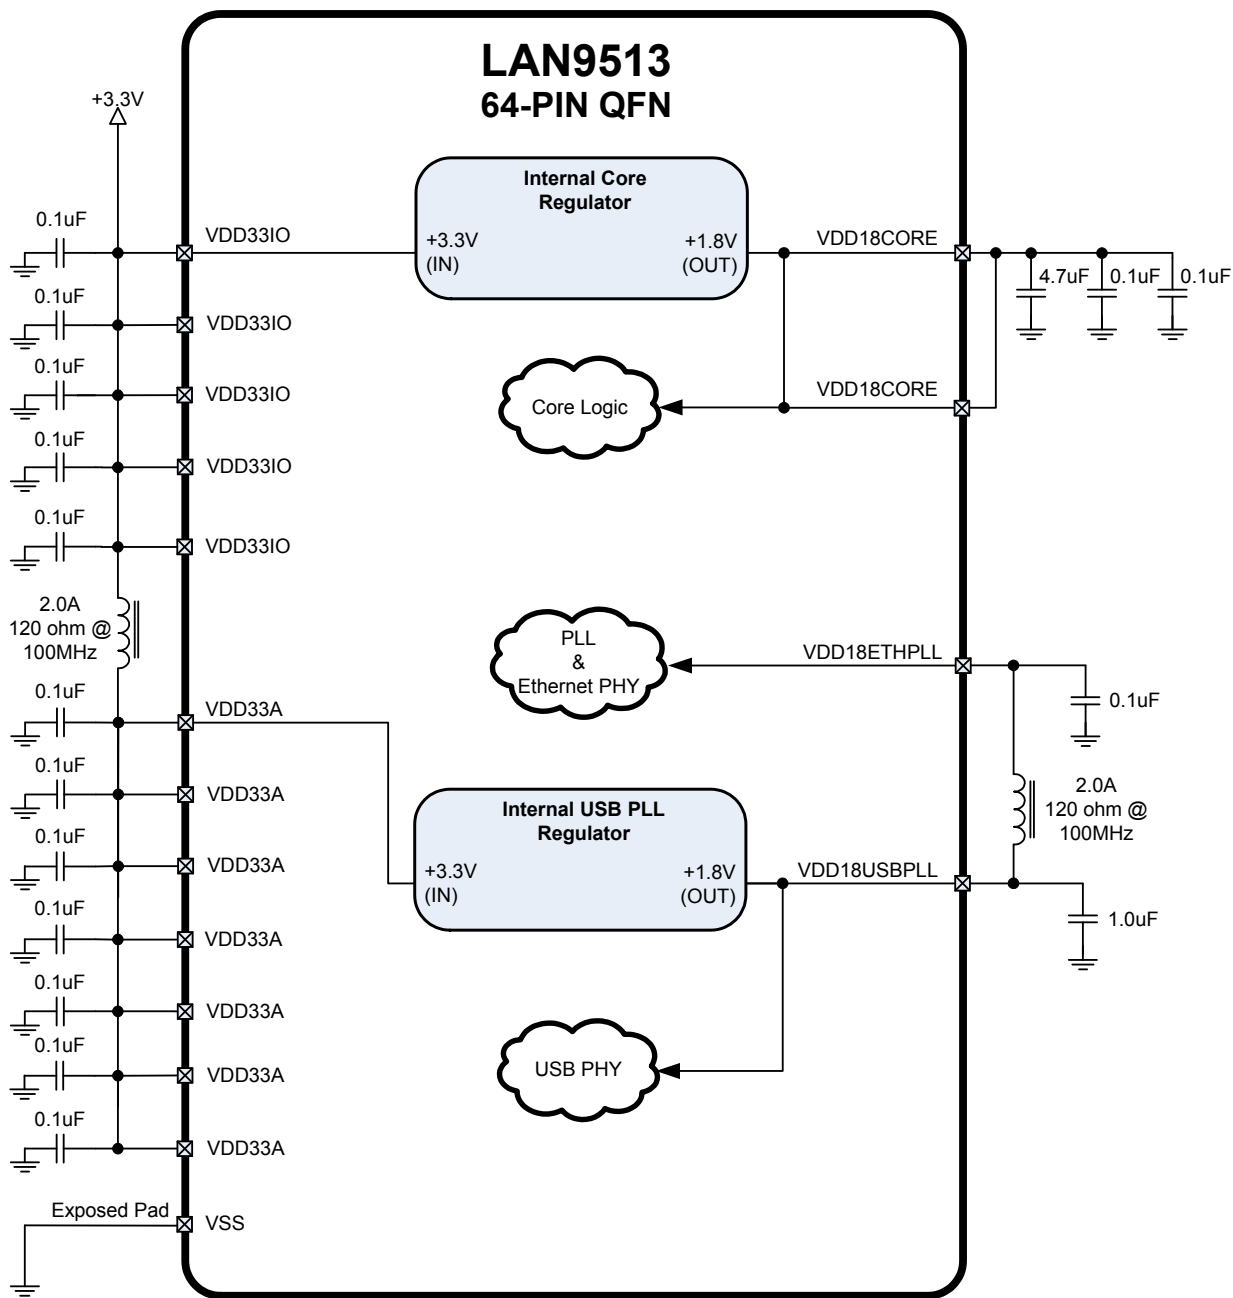 LAN9513
64-PIN QFN
+3.3V
Internal Core
Regulator
+3.3V
(IN)
+1.8V
(OUT)
0.1uF
VDD33IO
VDD18CORE
4.7uF
0.1uF
0.1uF
0.1uF
VDD33IO
0.1uF
VDD33IO
Core Logic
VDD18CORE
0.1uF
VDD33IO
0.1uF
VDD33IO
2.0A
120 ohm @
100MHz
PLL
&
Ethernet PHY
VDD18ETHPLL
0.1uF
0.1uF
VDD33A
0.1uF
VDD33A
2.0A
120 ohm @
100MHz
Internal USB PLL
Regulator
+3.3V
(IN)
+1.8V
(OUT)
VDD18USBPLL
1.0uF
0.1uF
VDD33A
0.1uF
VDD33A
0.1uF
VDD33A
0.1uF
VDD33A
USB PHY
0.1uF
VDD33A
Exposed Pad
VSS